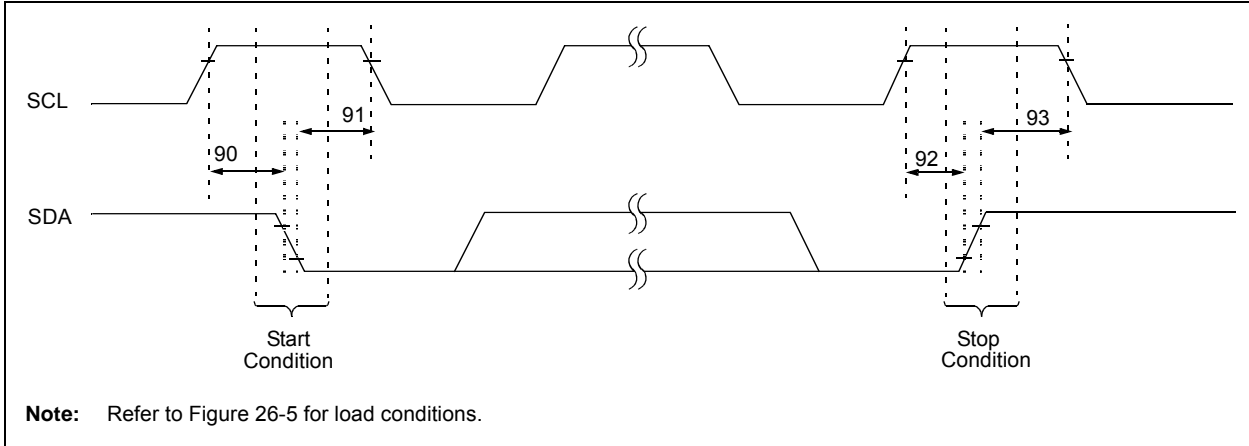 SCL
91
93
90
92
SDA
Start
Condition
Stop
Condition
Note: Refer to Figure 26-5 for load conditions.